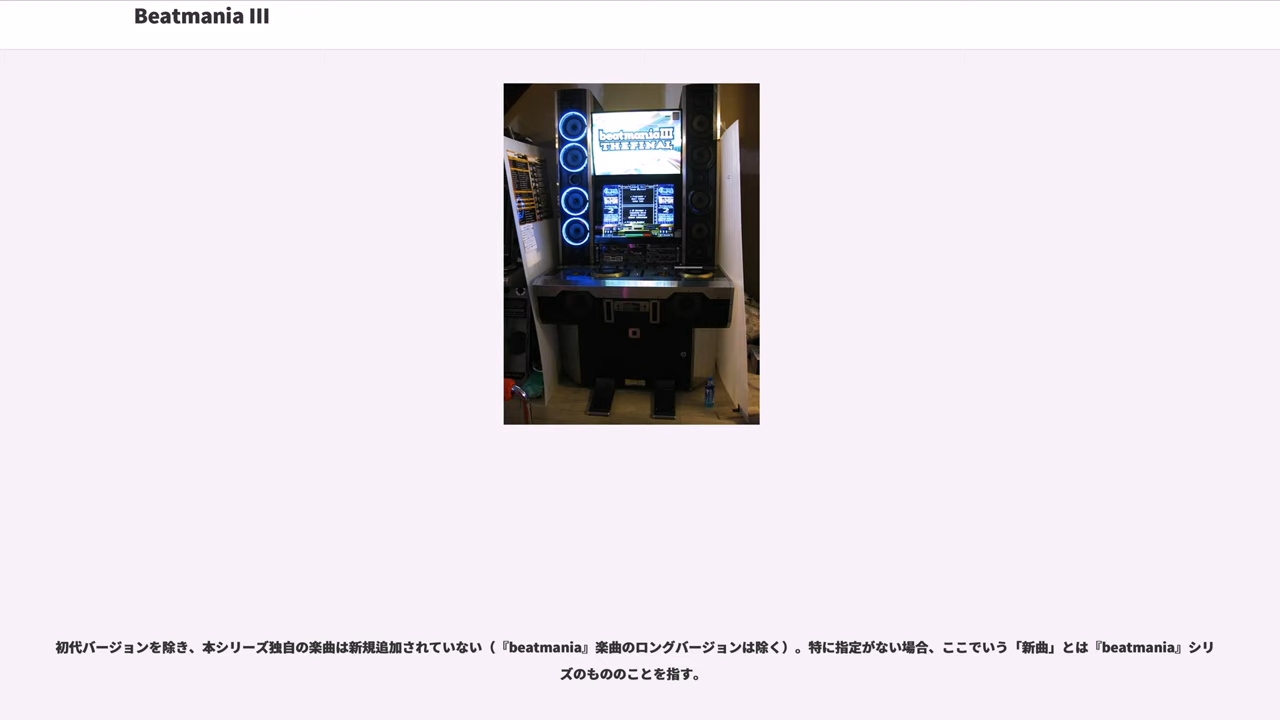 Beatmania III
beatmania III
THE FINAL
初代バージョンを除き、本シリーズ独自の楽曲は新規追加されていない（『beatmania』楽曲のロングバージョンは除く）。特に指定がない場合、ここでいう「新曲」とは『beatmania』シリ
ズのもののことを指す。